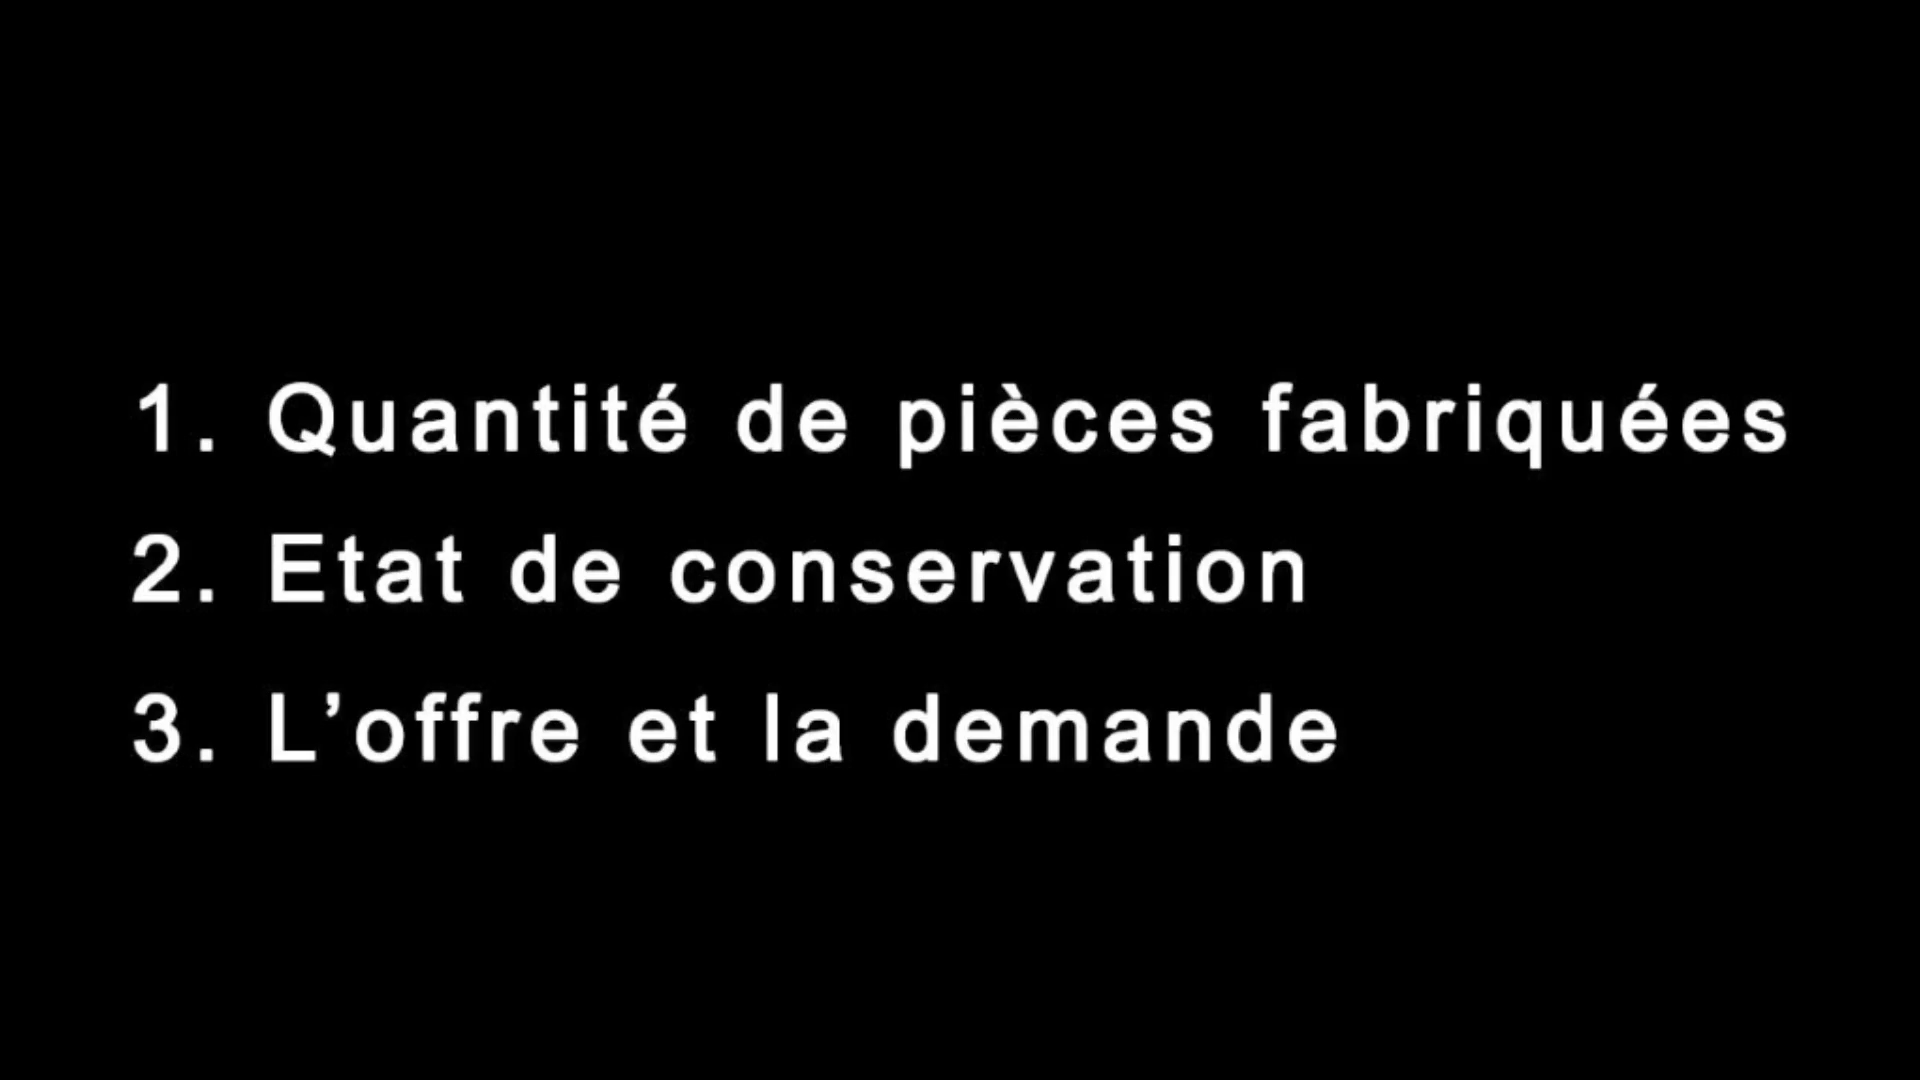 1. Quantité de pièces fabriquées
2. Etat de conservation
3. L’offre et la demande